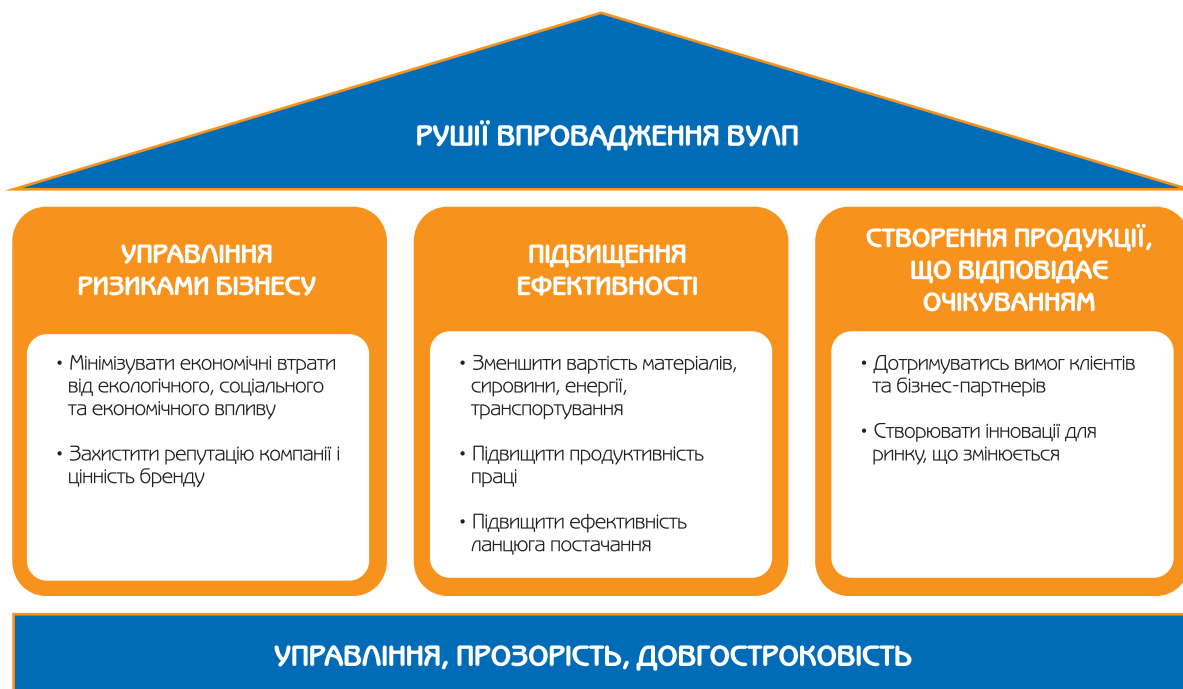 РУШІЇ ВПРОВАДЖЕННЯ ВУЛП
УПРАВЛІННЯ
РИЗИКАМИ БІЗНЕСУ
• Мінімізувати економічні втрати
від екологічного, соціального
та економічного впливу
• Захистити репутацію компанії і
цінність бренду
ПІДВИЩЕННЯ
ЕФЕКТИВНОСТІ
• Зменшити вартість матеріалів,
сировини, енергії,
транспортування
• Підвищити продуктивність
праці
• Підвищити ефективність
ланцюга постачання
СТВОРЕННЯ ПРОДУКЦІЇ,
ЩО ВІДПОВІДАЄ
ОЧІКУВАННЯМ
• Дотримуватись вимог клієнтів
та бізнес-партнерів
• Створювати інновації для
ринку, що змінюється
УПРАВЛІННЯ, ПРОЗОРІСТЬ, ДОВГОСТРОКОВІСТЬ